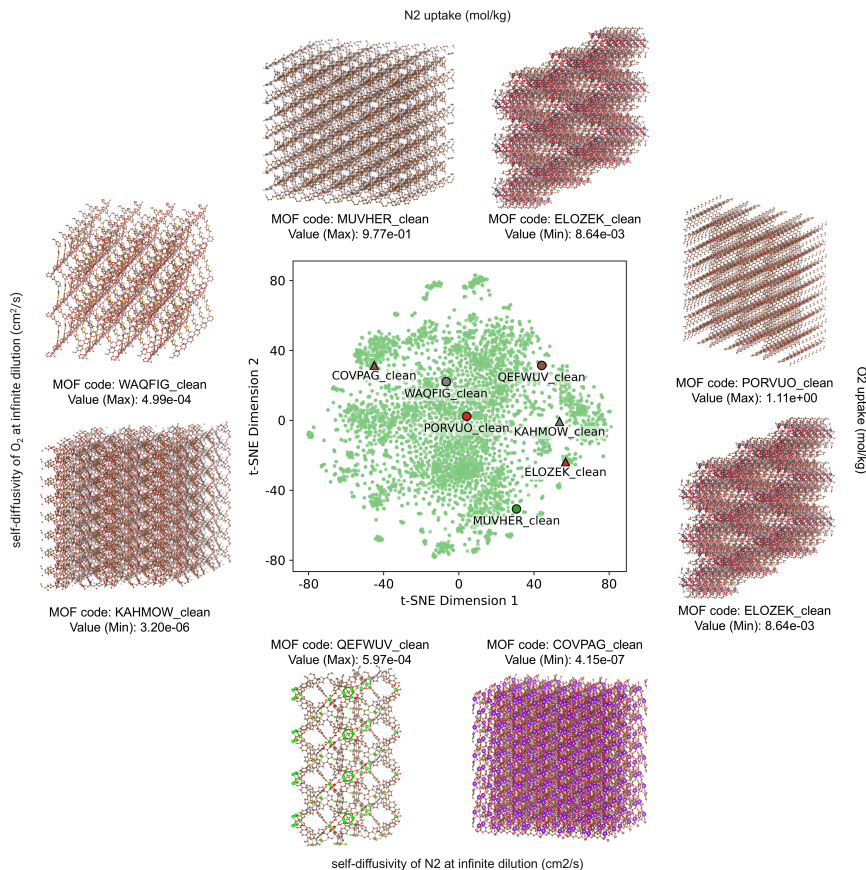 N2 uptake (mol/kg)
MOF code: MUVHER_clean
Value (Max): 9.77e-01
MOF code: ELOZEK_clean
Value (Min): 8.64e-03
self-diffusivity of O₂ at infinite dilution (cm²/s)
MOF code: WAQFIG_clean
Value (Max): 4.99e-04
MOF code: KAHMOW_clean
Value (Min): 3.20e-06
t-SNE Dimension 2
80
40
0
-40
-80
COVPAG_clean
QEFWUV_clean
WAQFIG_clean
PORVUO_clean
KAHMOW_clean
ELOZEK_clean
MUVHER_clean
-80
-40
0
40
80
t-SNE Dimension 1
MOF code: PORVUO_clean
Value (Max): 1.11e+00
O2 uptake (mol/kg)
MOF code: ELOZEK_clean
Value (Min): 8.64e-03
MOF code: QEFWUV_clean
Value (Max): 5.97e-04
MOF code: COVPAG_clean
Value (Min): 4.15e-07
self-diffusivity of N2 at infinite dilution (cm2/s)